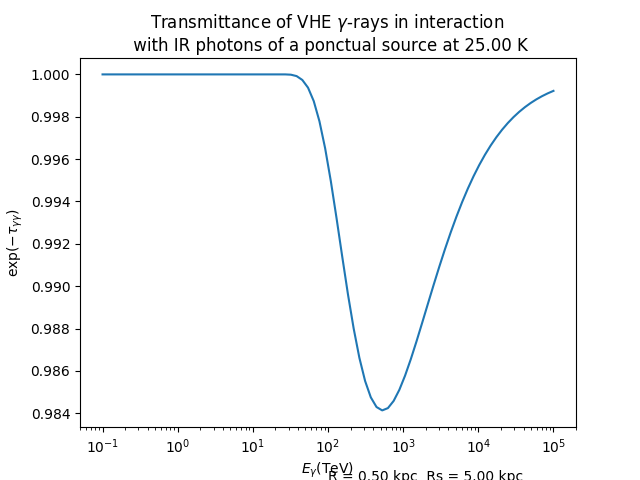 Transmittance of VHE γ-rays in interaction
with IR photons of a ponctual source at 25.00 K
1.000
0.998
0.996
0.994
0.992
0.990
0.988
0.986
0.984
exp(−τγγ)
10⁻¹ 10⁰ 10¹ 10² 10³ 10⁴ 10⁵
Eγ(TeV)
R = 0.50 kpc Rs = 5.00 kpc